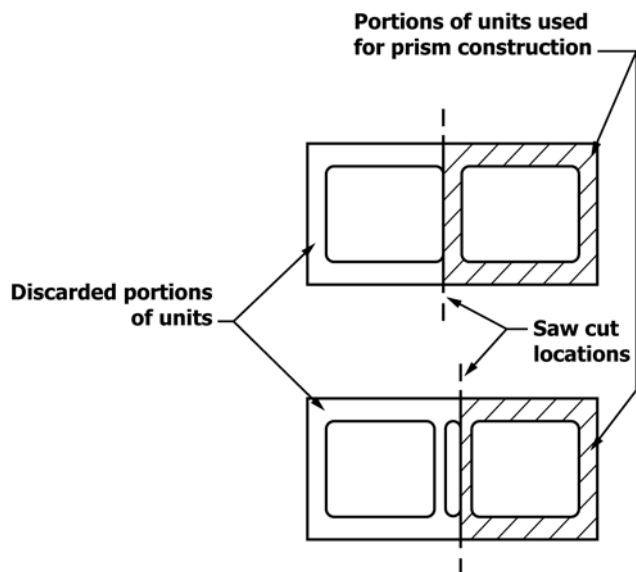 Portions of units used
for prism construction
Discarded portions
of units
Saw cut
locations